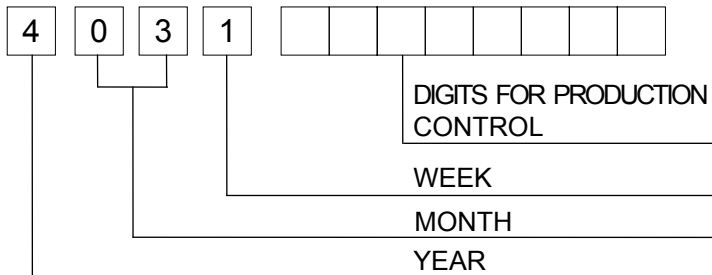 4 0 3 1
DIGITS FOR PRODUCTION
CONTROL
WEEK
MONTH
YEAR